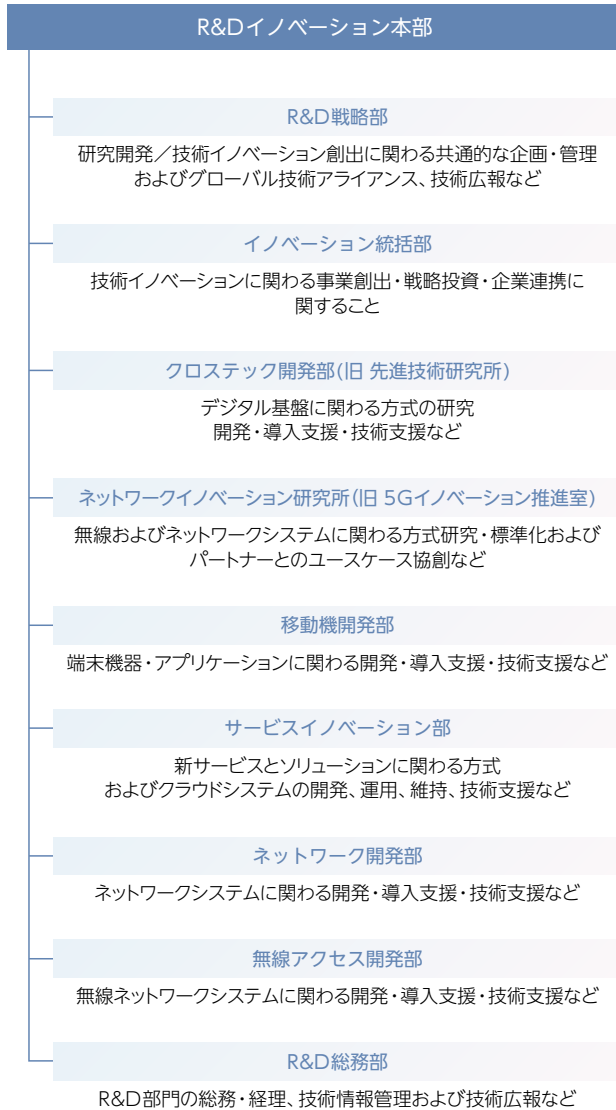 R&Dイノベーション本部
R&D戦略部
研究開発／技術イノベーション創出に関わる共通的な企画・管理
およびグローバル技術アライアンス、技術広報など
イノベーション統括部
技術イノベーションに関わる事業創出・戦略投資・企業連携に
関すること
クロステック開発部(旧 先進技術研究所)
デジタル基盤に関わる方式の研究
開発・導入支援・技術支援など
ネットワークイノベーション研究所(旧 5Gイノベーション推進室)
無線およびネットワークシステムに関わる方式研究・標準化および
パートナーとのユースケース協創など
移動機開発部
端末機器・アプリケーションに関わる開発・導入支援・技術支援など
サービスイノベーション部
新サービスとソリューションに関わる方式
およびクラウドシステムの開発、運用、維持、技術支援など
ネットワーク開発部
ネットワークシステムに関わる開発・導入支援・技術支援など
無線アクセス開発部
無線ネットワークシステムに関わる開発・導入支援・技術支援など
R&D総務部
R&D部門の総務・経理、技術情報管理および技術広報など